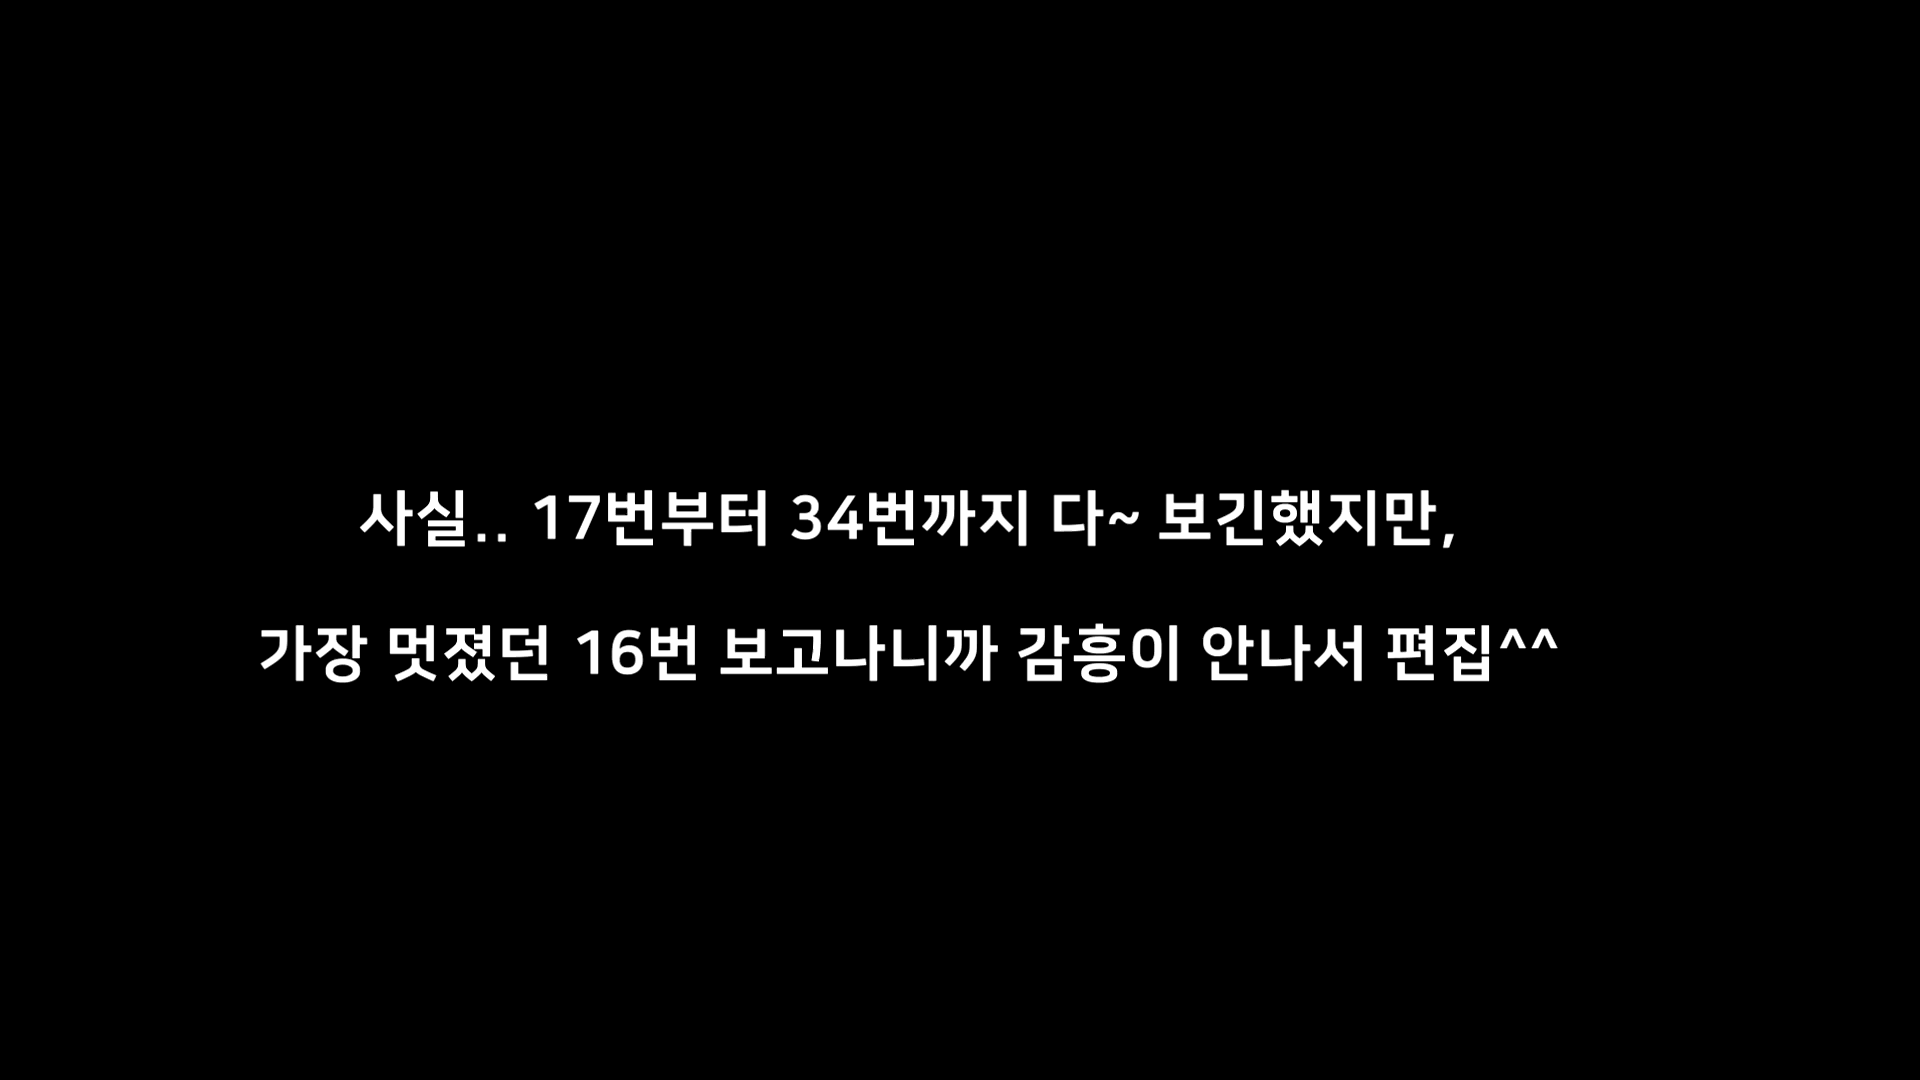 사실.. 17번부터 34번까지 다~ 보긴했지만,
가장 멋졌던 16번 보고나니까 감흥이 안나서 편집^^